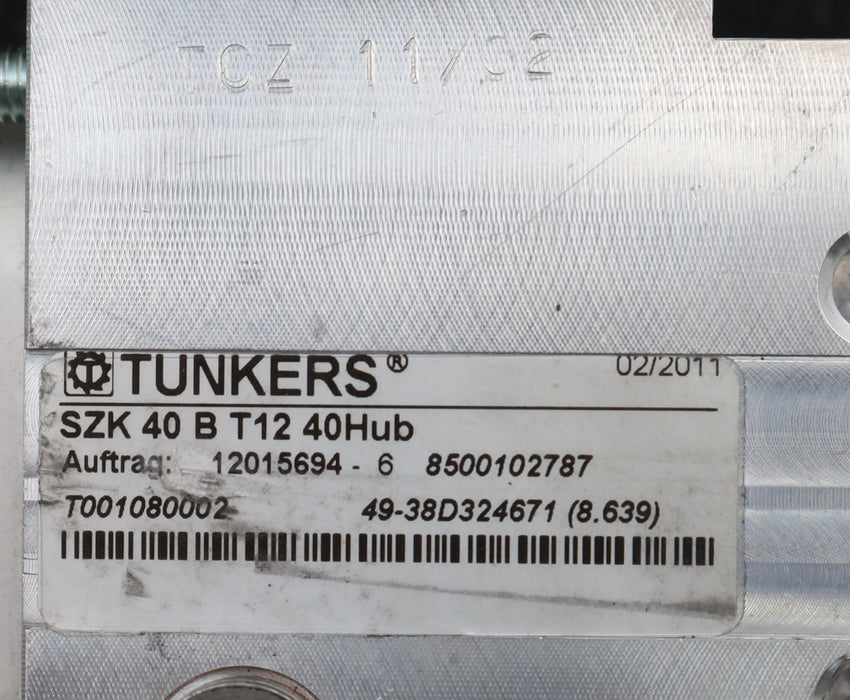 TCZ 11/02
TUNKERS® 02/2011
SZK 40 B T12 40Hub
Auftrag: 12015694 - 6 8500102787
T001080002 49-38D324671 (8.639)